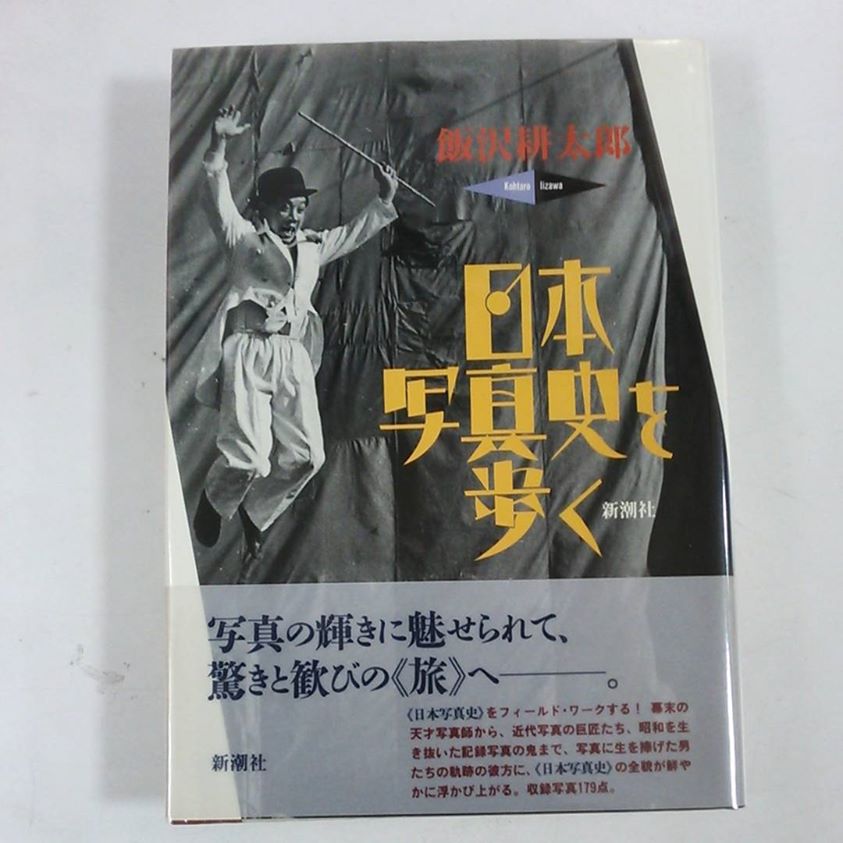 飯沢耕太郎
Kohtaro Iizawa
日本
写真史を
歩く
新潮社
写真の輝きに魅せられて、
驚きと歓びの《旅》へ———。
《日本写真史》をフィールド・ワークする！ 幕末の
天才写真師から、近代写真の巨匠たち、昭和を生
き抜いた記録写真の鬼まで、写真に生を捧げた男
たちの軌跡の彼方に、《日本写真史》の全貌が鮮や
かに浮かび上がる。収録写真179点。
新潮社